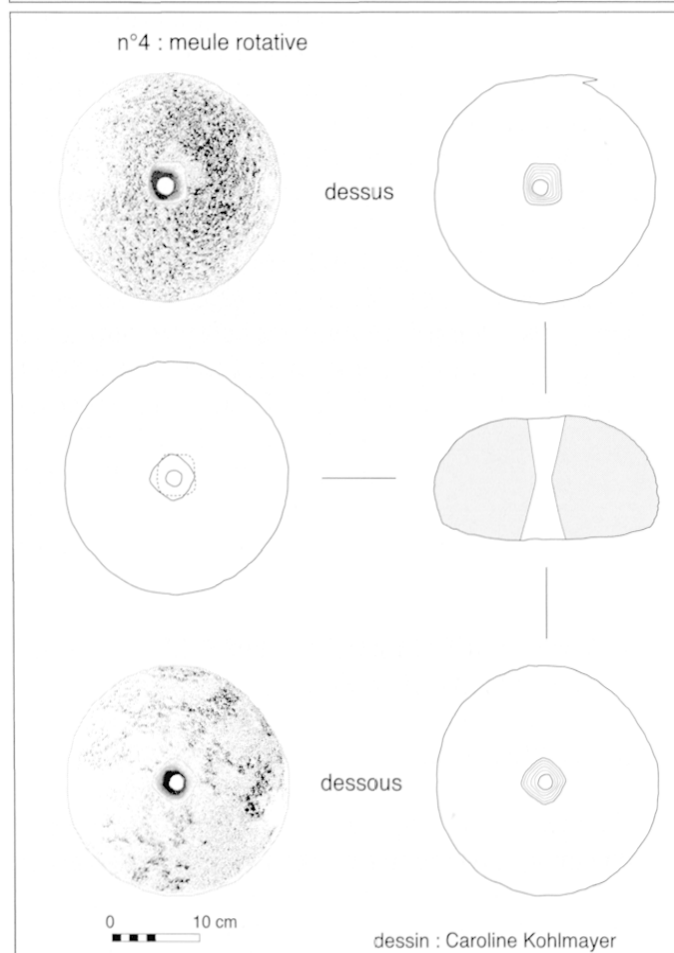 n°4 : meule rotative
dessus
dessous
0 10 cm
dessin : Caroline Kohlmayer